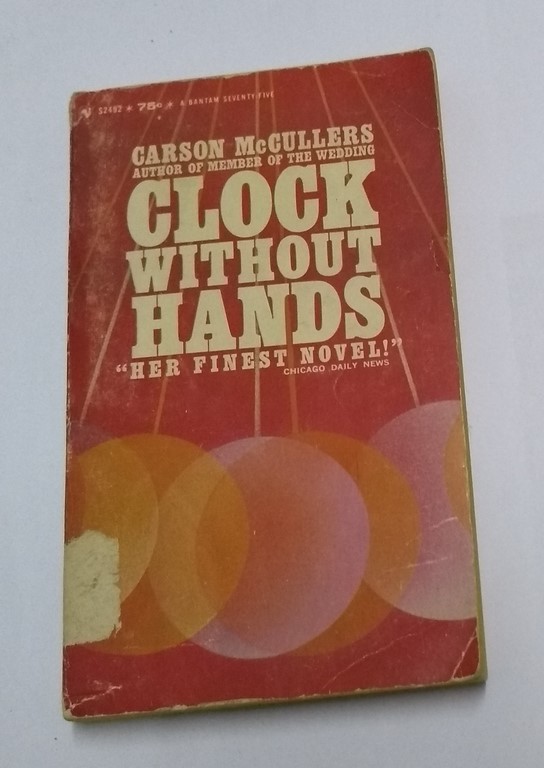 S2492 * 75¢ * A BANTAM SEVENTY-FIVE
CARSON McCULLERS
AUTHOR OF MEMBER OF THE WEDDING
CLOCK
WITHOUT
HANDS
"HER FINEST NOVEL!"
CHICAGO DAILY NEWS